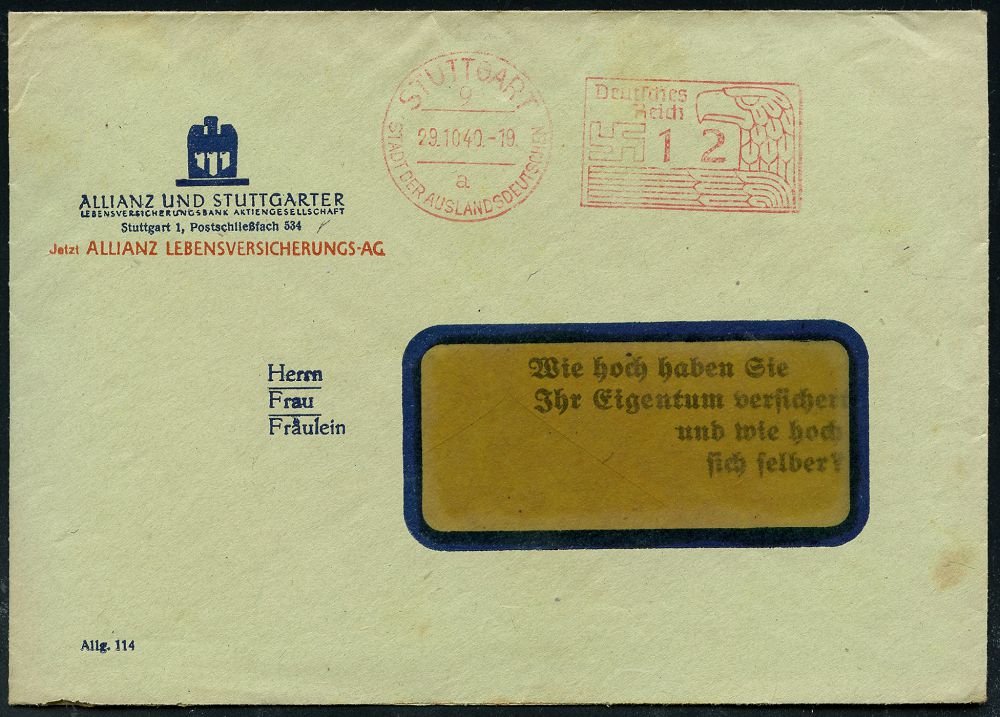 STUTTGART
9
29.10.40.-19.
a
STADT DER AUSLANDSDEUTSCHEN
Deutsches
Reich
12
ALLIANZ UND STUTTGARTER
LEBENSVERSICHERUNGSBANK AKTIENGESELLSCHAFT
Stuttgart 1, Postschließfach 534
Jetzt ALLIANZ LEBENSVERSICHERUNGS-AG
Herrn
Frau
Fräulein
Wie hoch haben Sie
Ihr Eigentum versichert
und wie hoch
sich selber?
Allg. 114